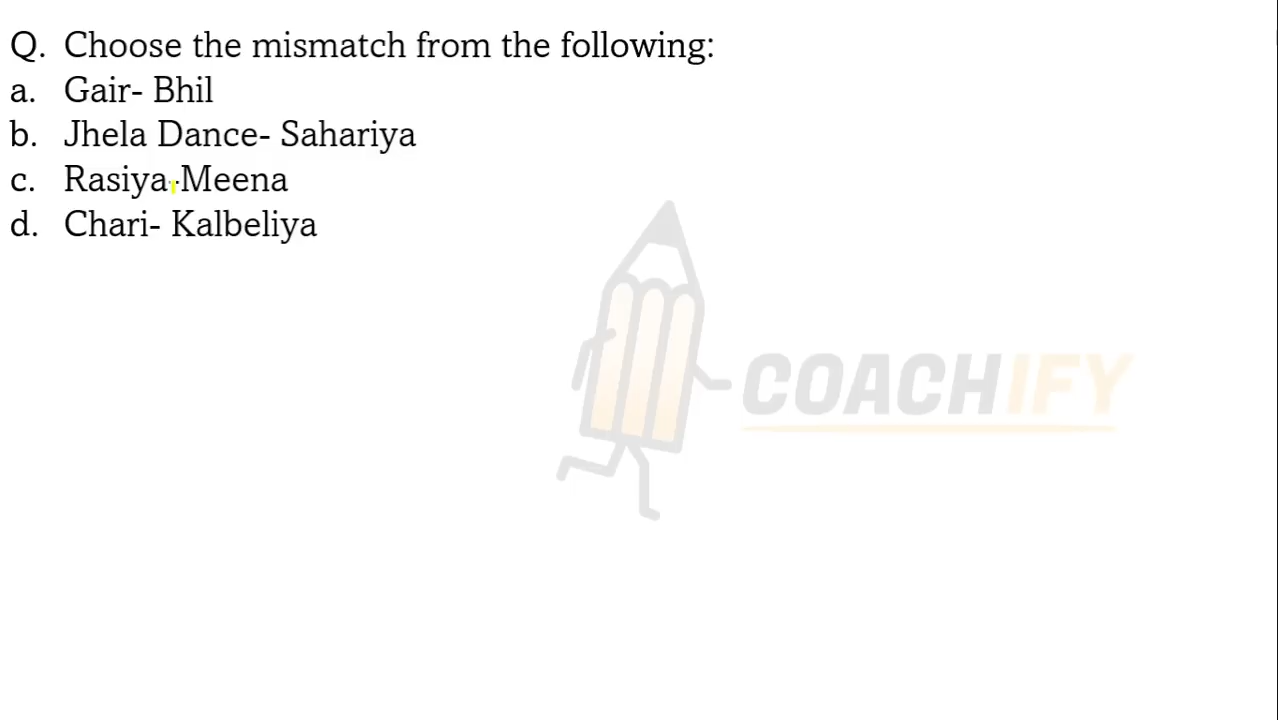 Q. Choose the mismatch from the following:
a. Gair- Bhil
b. Jhela Dance- Sahariya
c. Rasiya-Meena
d. Chari- Kalbeliya
COACHIFY